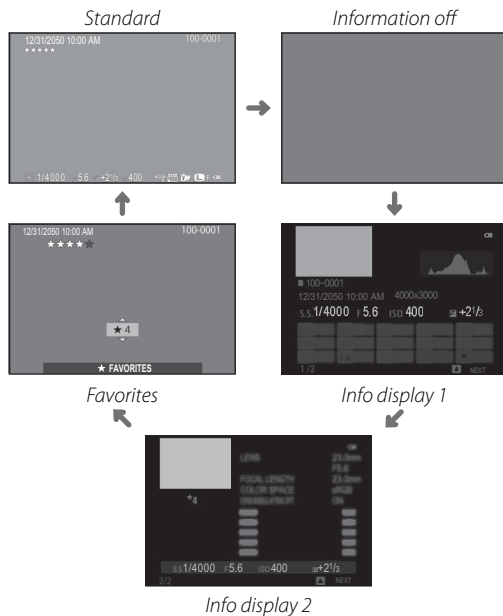 Standard
Information off
12/31/2050 10:00 AM 100-0001
★★★★★
1/4000 5.6 +2 1/3 400 L F
12/31/2050 10:00 AM 100-0001
★★★★★
★ 4
★ FAVORITES
100-0001
12/31/2050 10:00 AM 4000x3000
S.S. 1/4000 F 5.6 ISO 400 +2 1/3
1/2 NEXT
Favorites
Info display 1
LENS 23.0mm
F5.6
FOCAL LENGTH 23.0mm
COLOR SPACE sRGB
ON
★4
S.S 1/4000 F 5.6 ISO 400 +2 1/3
2/2 NEXT
Info display 2